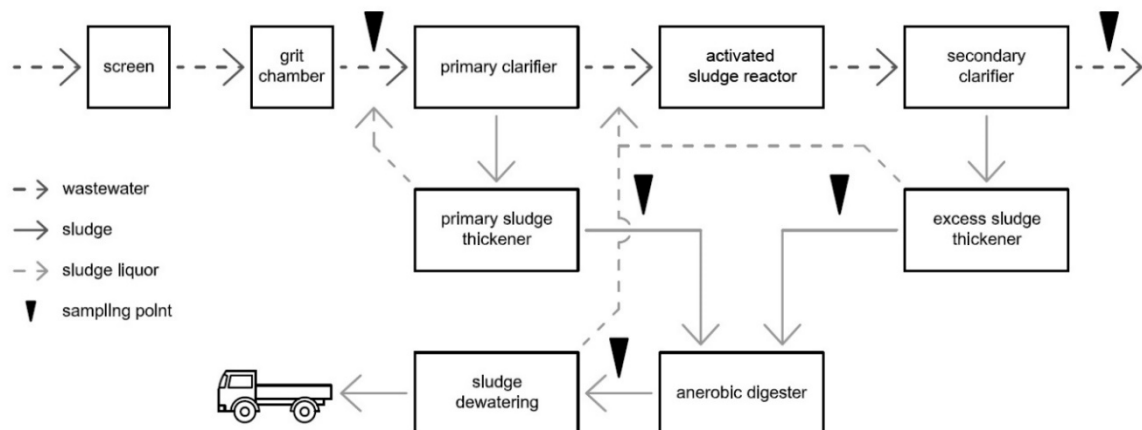 screen
grit
chamber
primary clarifier
activated
sludge reactor
secondary
clarifier
wastewater
sludge
sludge liquor
sampling point
primary sludge
thickener
excess sludge
thickener
sludge
dewatering
anerobic digester